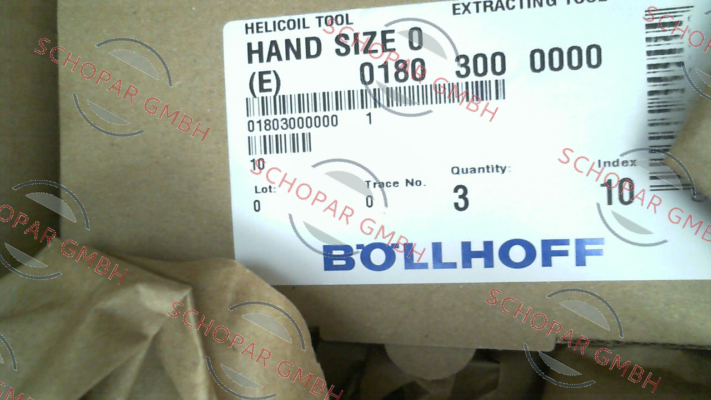 HELICOIL TOOL EXTRACTING TOOL
HAND SIZE 0
(E) 0180 300 0000
01803000000 1
10
Lot: Trace No. Quantity: Index
0 0 3 10
BÖLLHOFF
SCHOPAR GMBH
SCHOPAR GMBH
SCHOPAR GMBH
SCHOPAR GMBH
SCHOPAR GMBH
SCHOPAR GMBH
SCHOPAR GMBH